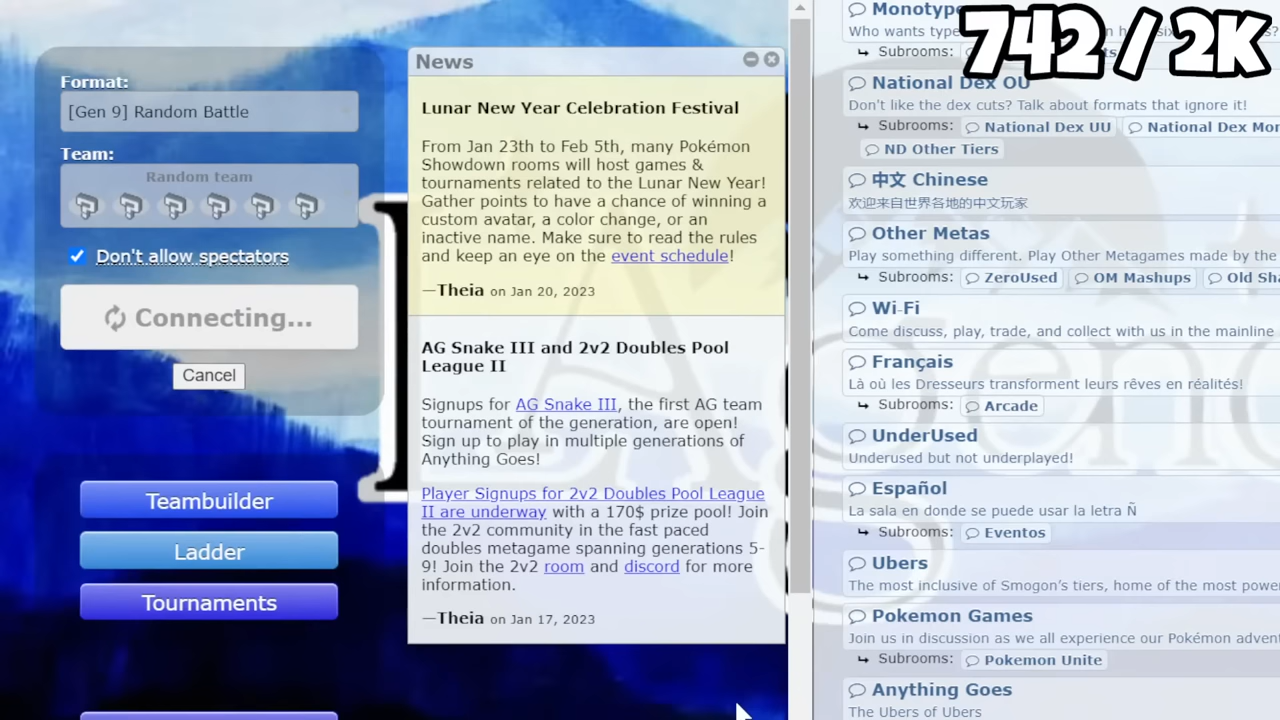 Format:
[Gen 9] Random Battle
Team:
Random team
Don't allow spectators
Connecting...
Cancel
Teambuilder
Ladder
Tournaments
News
Lunar New Year Celebration Festival
From Jan 23th to Feb 5th, many Pokémon
Showdown rooms will host games &
tournaments related to the Lunar New Year!
Gather points to have a chance of winning a
custom avatar, a color change, or an
inactive name. Make sure to read the rules
and keep an eye on the event schedule!
—Theia on Jan 20, 2023
AG Snake III and 2v2 Doubles Pool
League II
Signups for AG Snake III, the first AG team
tournament of the generation, are open!
Sign up to play in multiple generations of
Anything Goes!
Player Signups for 2v2 Doubles Pool League
II are underway with a 170$ prize pool! Join
the 2v2 community in the fast paced
doubles metagame spanning generations 5-
9! Join the 2v2 room and discord for more
information.
—Theia on Jan 17, 2023
742 / 2K
Monotype
Who wants type
Subrooms:
National Dex OU
Don't like the dex cuts? Talk about formats that ignore it!
Subrooms: National Dex UU National Dex Mon
ND Other Tiers
中文 Chinese
欢迎来自世界各地的中文玩家
Other Metas
Play something different. Play Other Metagames made by the
Subrooms: ZeroUsed OM Mashups Old Sha
Wi-Fi
Come discuss, play, trade, and collect with us in the mainline
Français
Là où les Dresseurs transforment leurs rêves en réalités!
Subrooms: Arcade
UnderUsed
Underused but not underplayed!
Español
La sala en donde se puede usar la letra Ñ
Subrooms: Eventos
Ubers
The most inclusive of Smogon's tiers, home of the most power
Pokemon Games
Join us in discussion as we all experience our Pokémon advent
Subrooms: Pokemon Unite
Anything Goes
The Ubers of Ubers